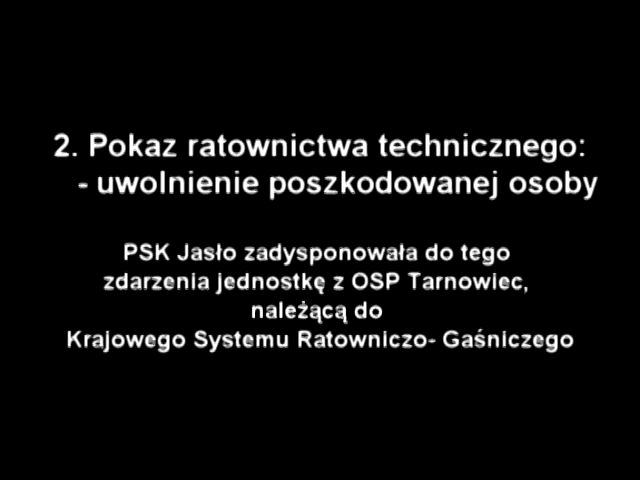 2. Pokaz ratownictwa technicznego:
- uwolnienie poszkodowanej osoby
PSK Jasło zadysponowała do tego
zdarzenia jednostkę z OSP Tarnowiec,
należącą do
Krajowego Systemu Ratowniczo- Gaśniczego